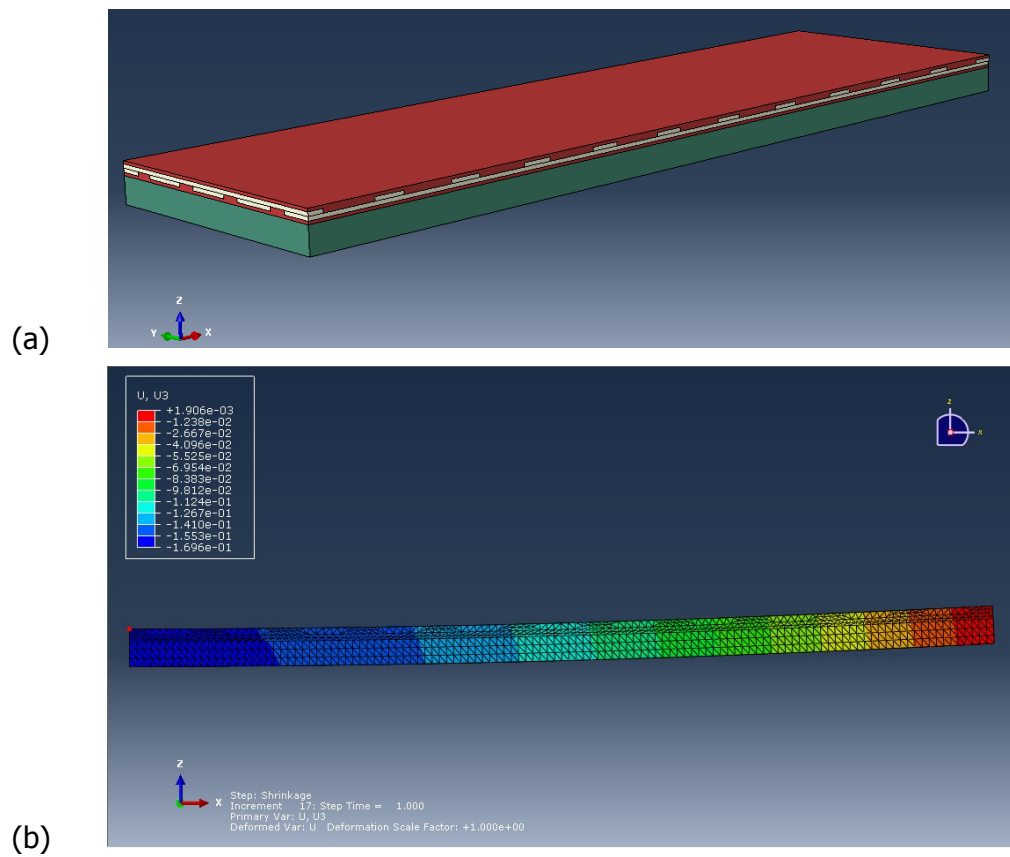 Z
Y X
(a)
U, U3
+1.906e-03
-1.238e-02
-2.667e-02
-4.096e-02
-5.525e-02
-6.954e-02
-8.383e-02
-9.812e-02
-1.124e-01
-1.267e-01
-1.410e-01
-1.553e-01
-1.696e-01
z
x
Z
X
Step: Shrinkage
Increment 17: Step Time = 1.000
Primary Var: U, U3
Deformed Var: U Deformation Scale Factor: +1.000e+00
(b)